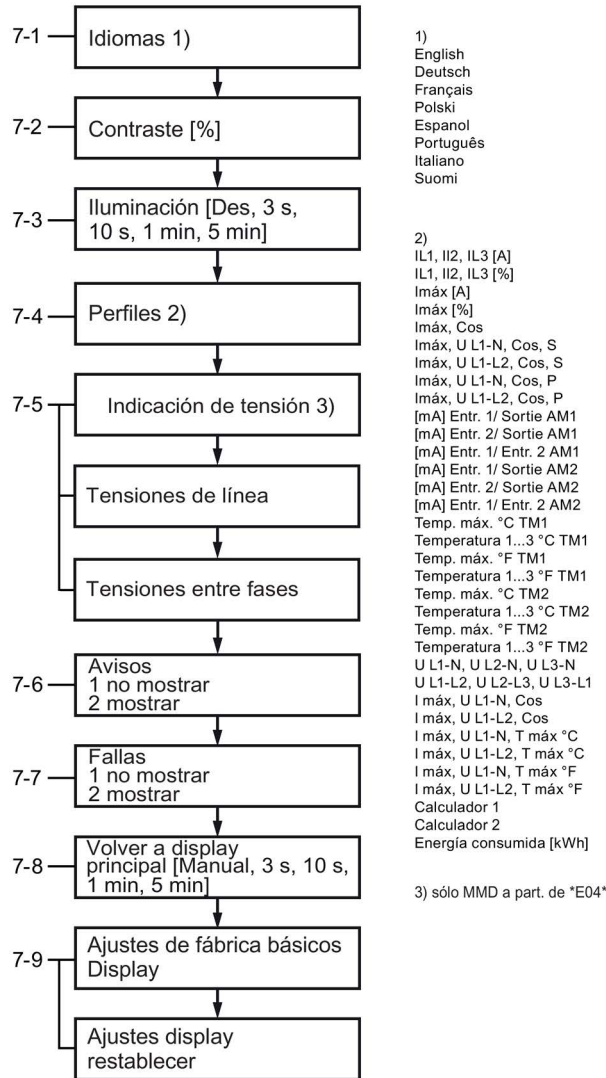 7-1
Idiomas 1)
7-2
Contraste [%]
7-3
Iluminación [Des, 3 s,
10 s, 1 min, 5 min]
7-4
Perfiles 2)
7-5
Indicación de tensión 3)
Tensiones de línea
Tensiones entre fases
7-6
Avisos
1 no mostrar
2 mostrar
7-7
Fallas
1 no mostrar
2 mostrar
7-8
Volver a display
principal [Manual, 3 s, 10 s,
1 min, 5 min]
7-9
Ajustes de fábrica básicos
Display
Ajustes display
restablecer
1)
English
Deutsch
Français
Polski
Espanol
Português
Italiano
Suomi
2)
IL1, II2, IL3 [A]
IL1, II2, IL3 [%]
Imáx [A]
Imáx [%]
Imáx, Cos
Imáx, U L1-N, Cos, S
Imáx, U L1-L2, Cos, S
Imáx, U L1-N, Cos, P
Imáx, U L1-L2, Cos, P
[mA] Entr. 1/ Sortie AM1
[mA] Entr. 2/ Sortie AM1
[mA] Entr. 1/ Entr. 2 AM1
[mA] Entr. 1/ Sortie AM2
[mA] Entr. 2/ Sortie AM2
[mA] Entr. 1/ Entr. 2 AM2
Temp. máx. °C TM1
Temperatura 1...3 °C TM1
Temp. máx. °F TM1
Temperatura 1...3 °F TM1
Temp. máx. °C TM2
Temperatura 1...3 °C TM2
Temp. máx. °F TM2
Temperatura 1...3 °F TM2
U L1-N, U L2-N, U L3-N
U L1-L2, U L2-L3, U L3-L1
I máx, U L1-N, Cos
I máx, U L1-L2, Cos
I máx, U L1-N, T máx °C
I máx, U L1-L2, T máx °C
I máx, U L1-N, T máx °F
I máx, U L1-L2, T máx °F
Calculador 1
Calculador 2
Energía consumida [kWh]
3) sólo MMD a part. de *E04*